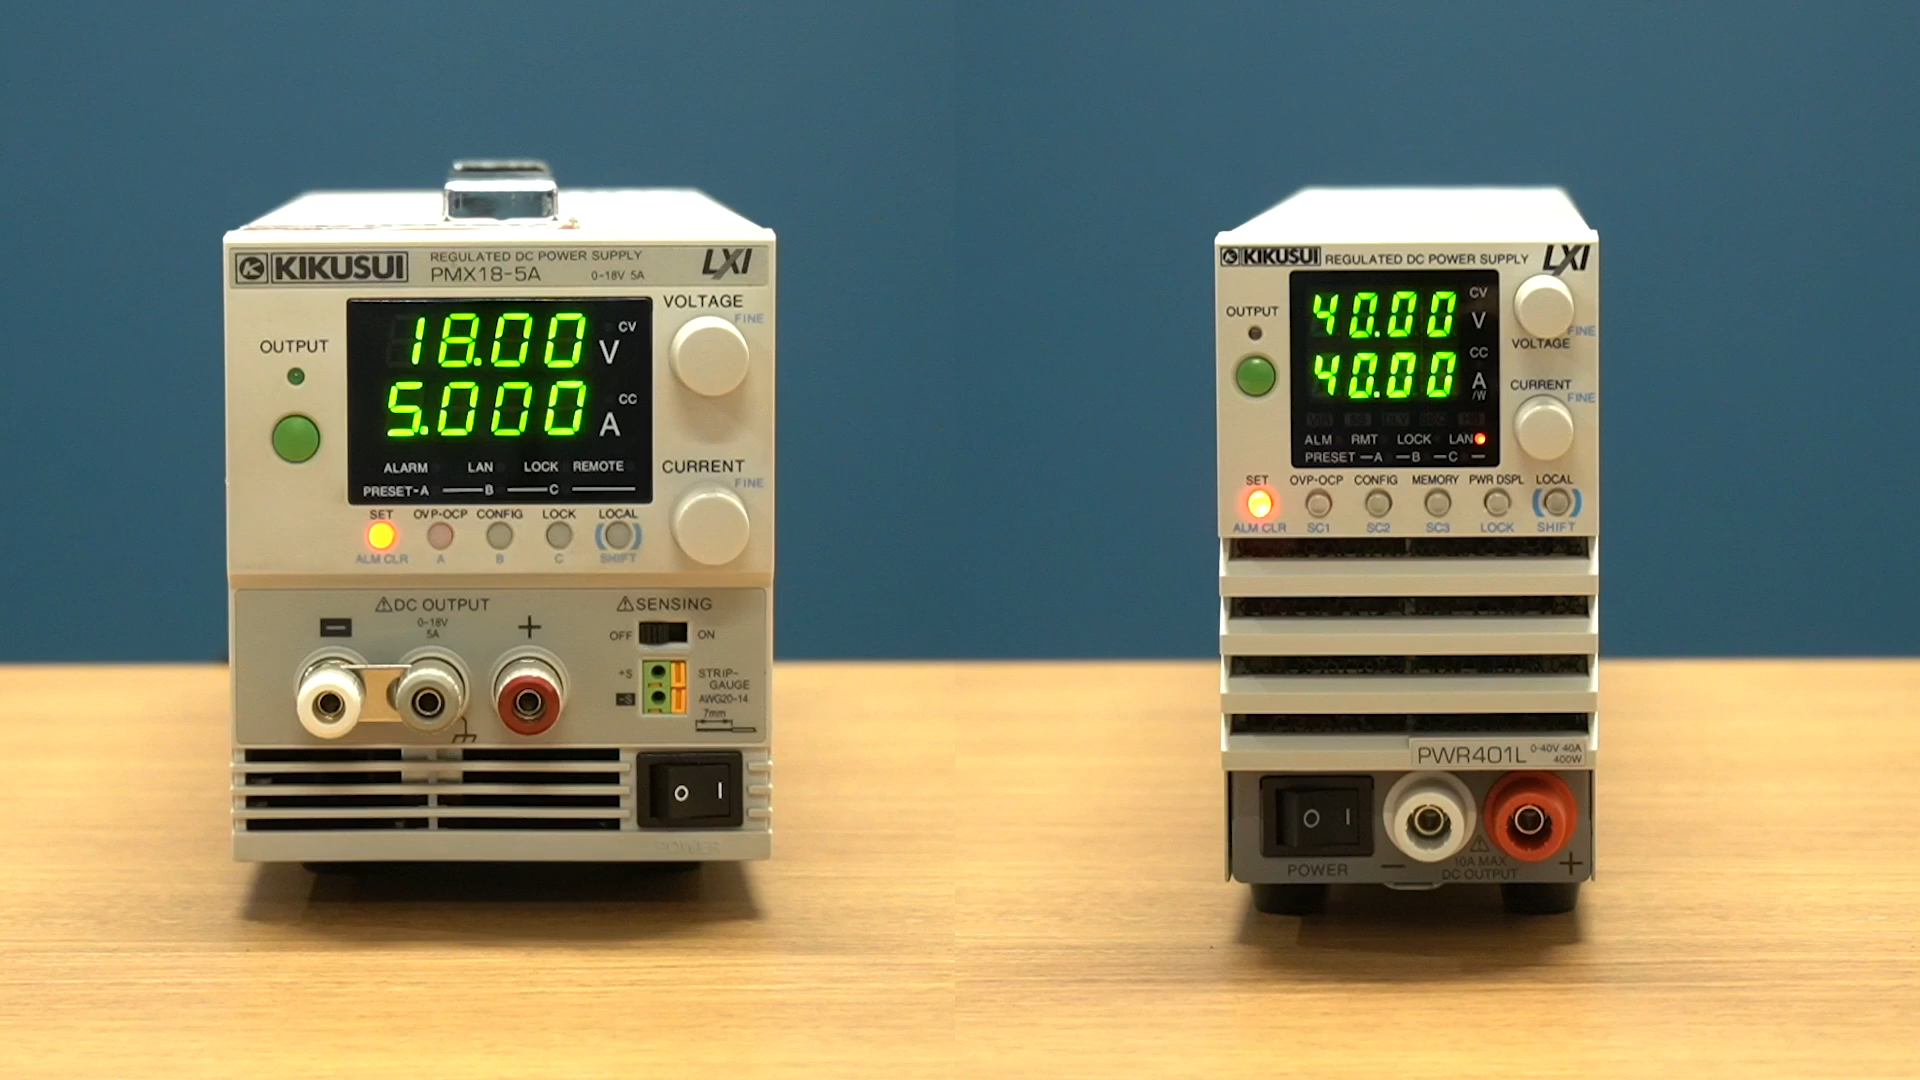 KIKUSUI
REGULATED DC POWER SUPPLY
PMX18-5A
0-18V 5A
LXI
OUTPUT
18.00 V CV
5.000 A CC
ALARM LAN LOCK REMOTE
PRESET-A B C
VOLTAGE
FINE
CURRENT
FINE
SET OVP-OCP CONFIG LOCK LOCAL
ALM CLR A B C SHIFT
DC OUTPUT
0-18V
5A
- +
SENSING
OFF ON
+S
-S
STRIP-
GAUGE
AWG20-14
7mm
O I
POWER
KIKUSUI REGULATED DC POWER SUPPLY LXI
OUTPUT
40.00 V CV
40.00 A CC
/W
ALM RMT LOCK LAN
PRESET A B C
FINE
VOLTAGE
CURRENT
FINE
SET OVP-OCP CONFIG MEMORY PWR DSPL LOCAL
ALM CLR SC1 SC2 SC3 LOCK SHIFT
PWR401L
0-40V 40A
400W
O I
POWER
- +
10A MAX
DC OUTPUT